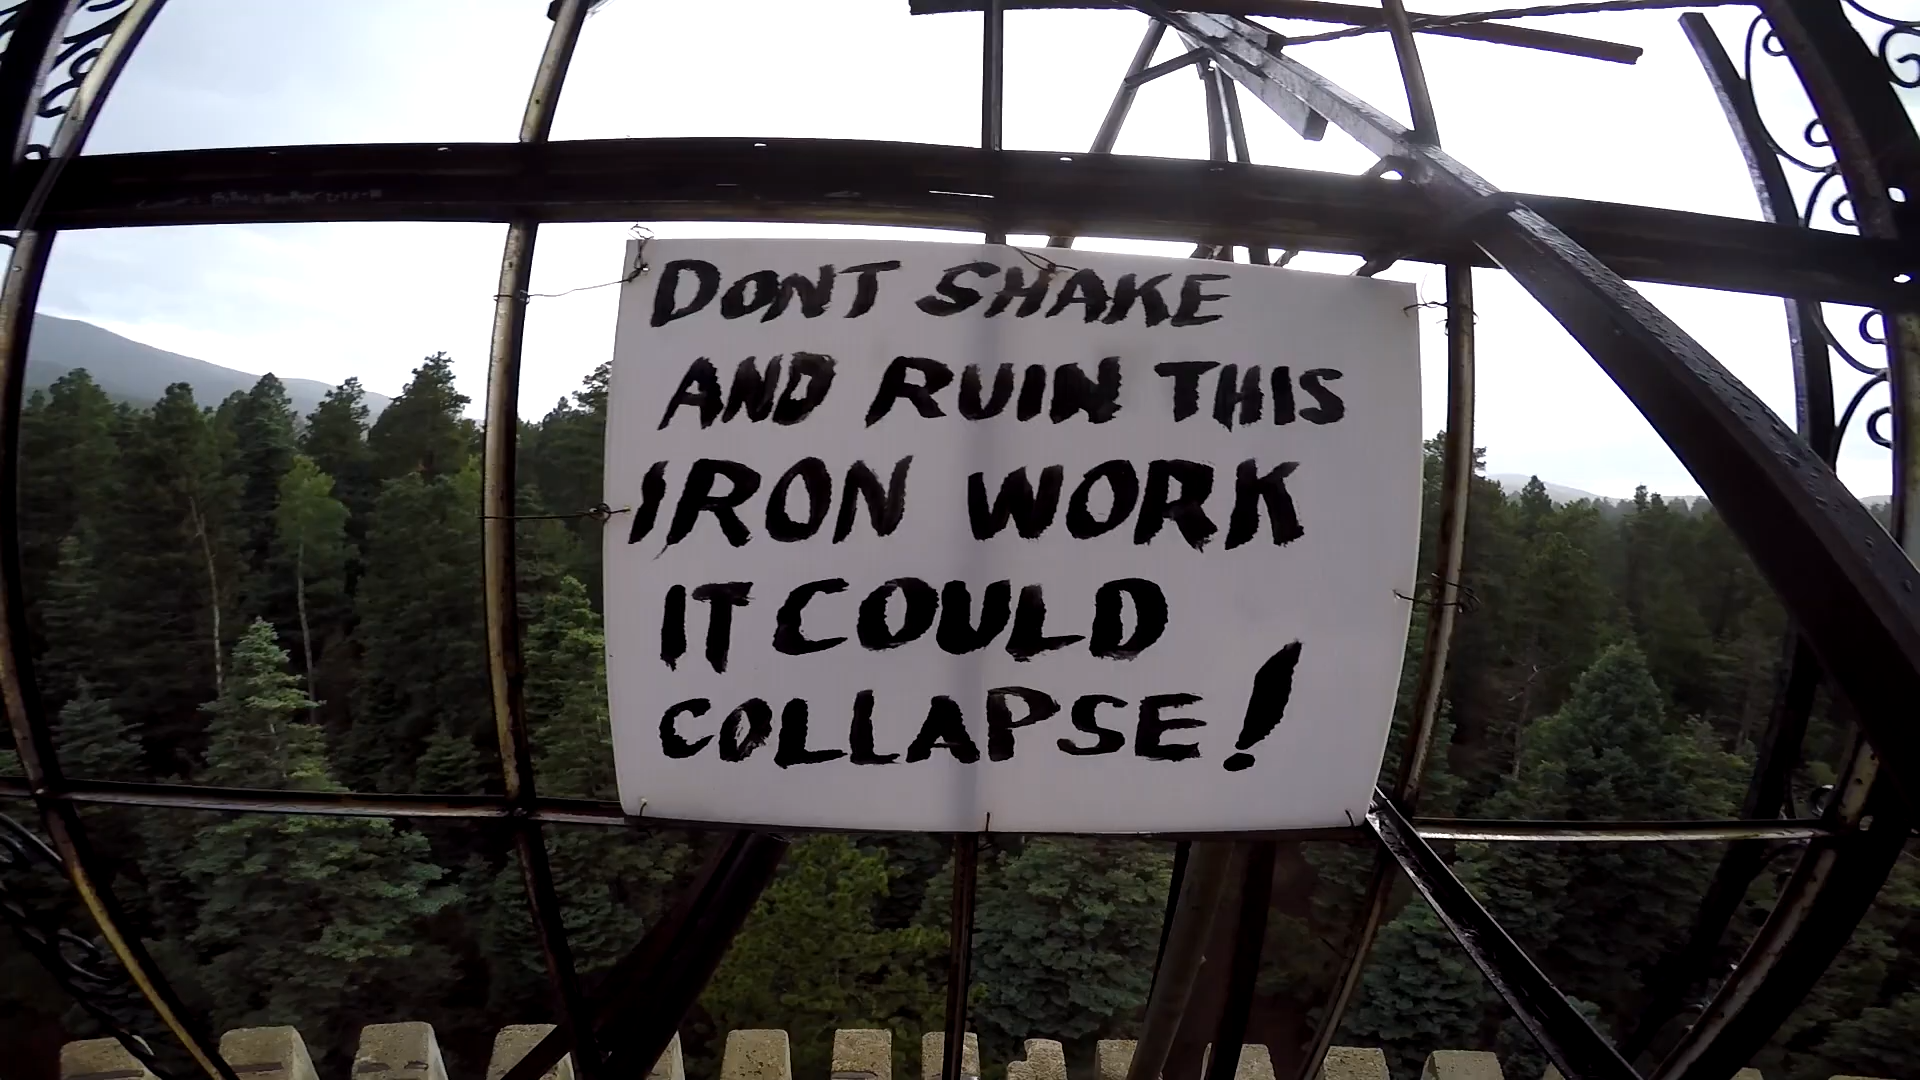 DONT SHAKE
AND RUIN THIS
IRON WORK
IT COULD
COLLAPSE!